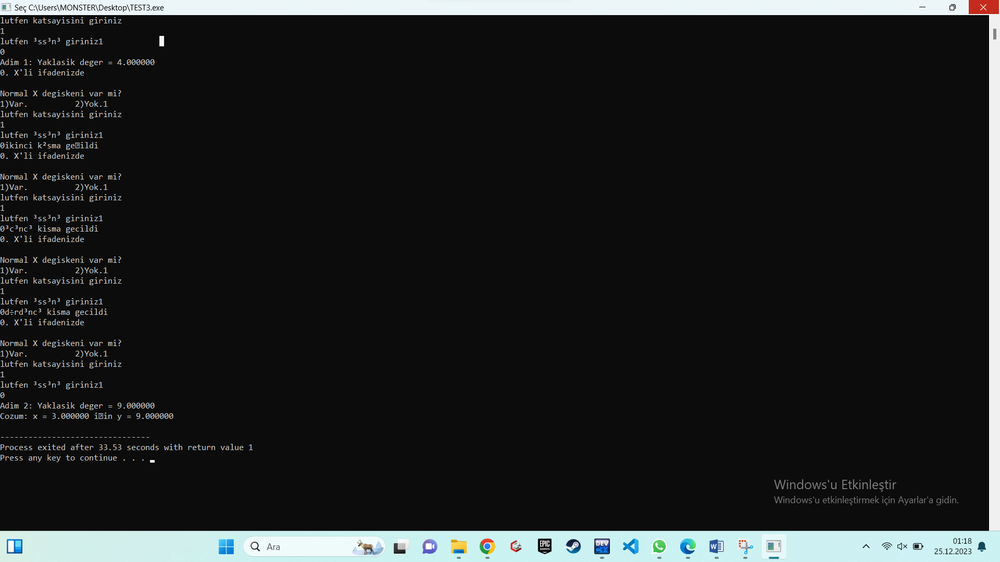 Seç C:\Users\MONSTER\Desktop\TEST3.exe
lutfen katsayisini giriniz
1
lutfen ³ss³n³ giriniz1
0
Adim 1: Yaklasik deger = 4.000000
0. X'li ifadenizde
Normal X degiskeni var mi?
1)Var.          2)Yok.1
lutfen katsayisini giriniz
1
lutfen ³ss³n³ giriniz1
0ikinci k²sma ge⍰ildi
0. X'li ifadenizde
Normal X degiskeni var mi?
1)Var.          2)Yok.1
lutfen katsayisini giriniz
1
lutfen ³ss³n³ giriniz1
0³c³nc³ kisma gecildi
0. X'li ifadenizde
Normal X degiskeni var mi?
1)Var.          2)Yok.1
lutfen katsayisini giriniz
1
lutfen ³ss³n³ giriniz1
0d÷rd³nc³ kisma gecildi
0. X'li ifadenizde
Normal X degiskeni var mi?
1)Var.          2)Yok.1
lutfen katsayisini giriniz
1
lutfen ³ss³n³ giriniz1
0
Adim 2: Yaklasik deger = 9.000000
Cozum: x = 3.000000 i⍰in y = 9.000000
--------------------------------
Process exited after 33.53 seconds with return value 1
Press any key to continue . . .
Windows'u Etkinleştir
Windows'u etkinleştirmek için Ayarlar'a gidin.
Ara
EPIC
GAMES
DEV
C++
01:18
25.12.2023